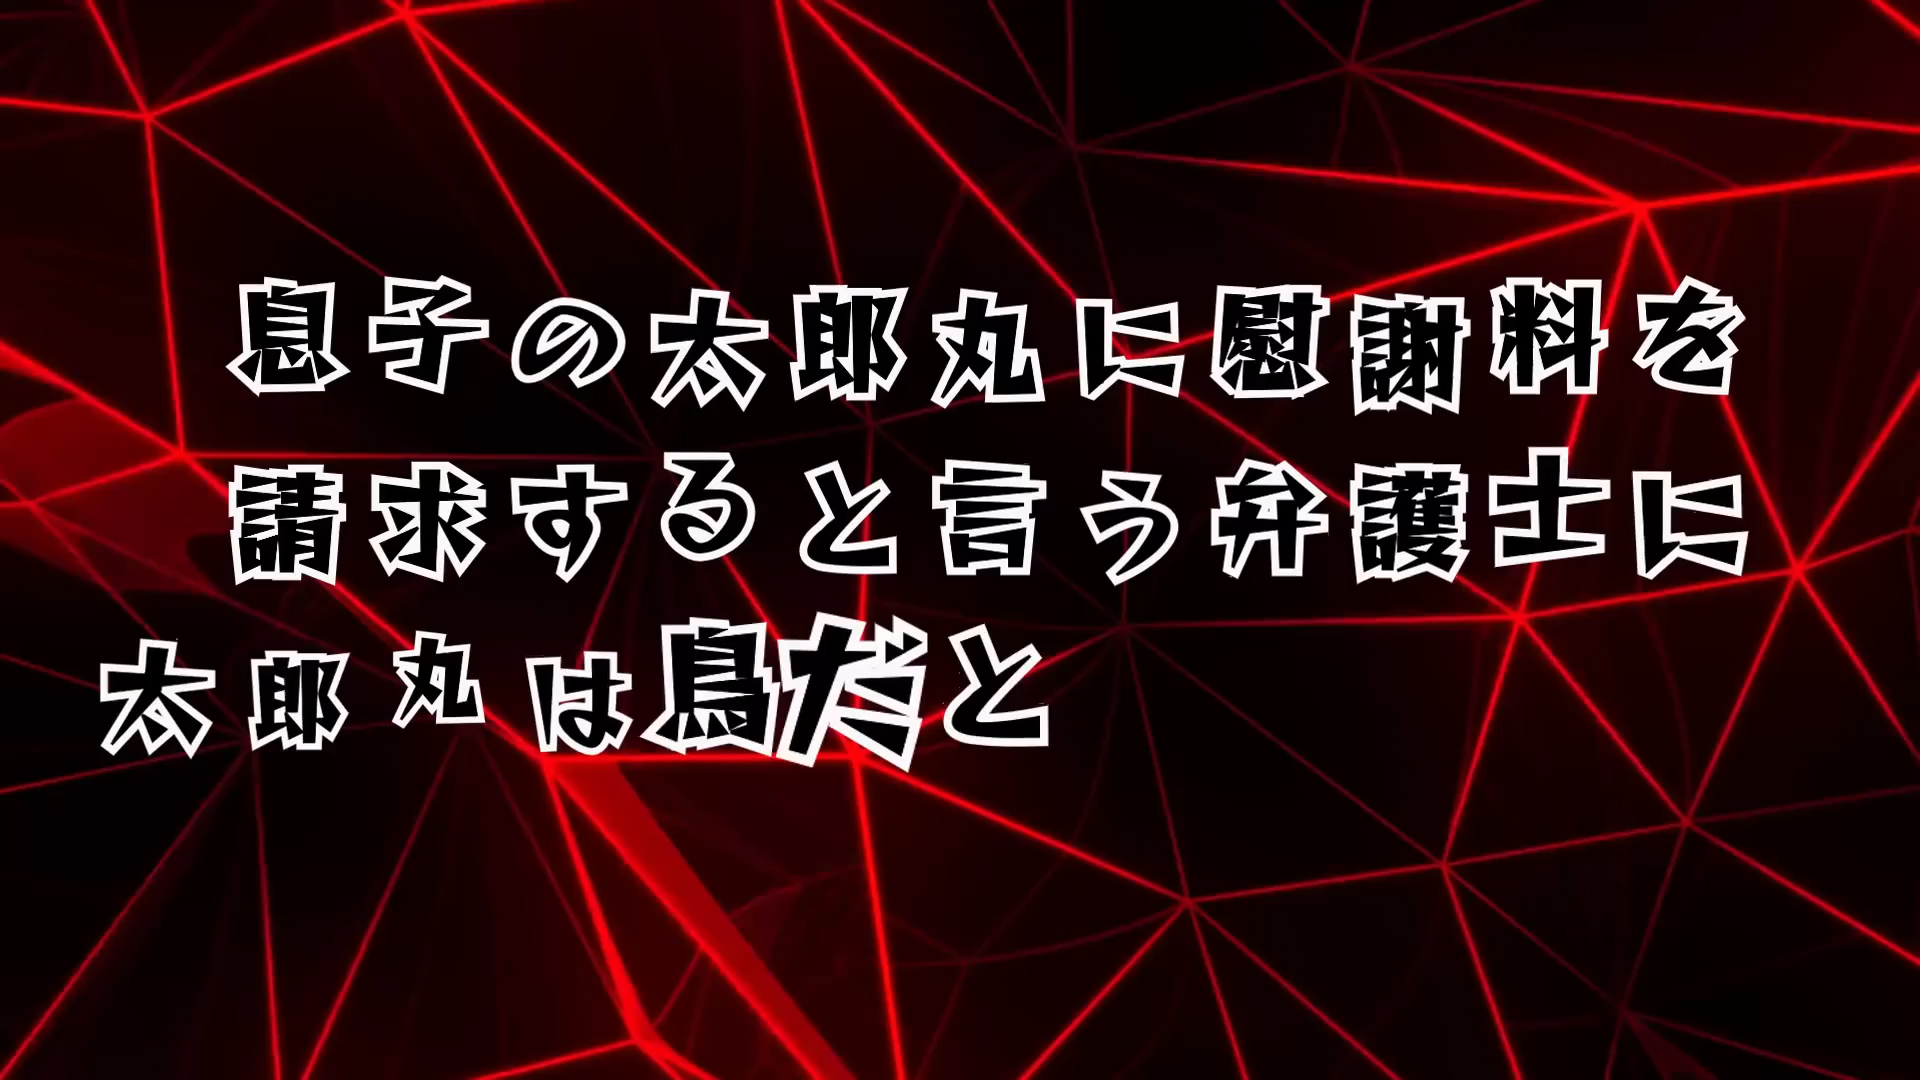 息子の太郎丸に慰謝料を
請求すると言う弁護士に
太郎丸は鳥だと